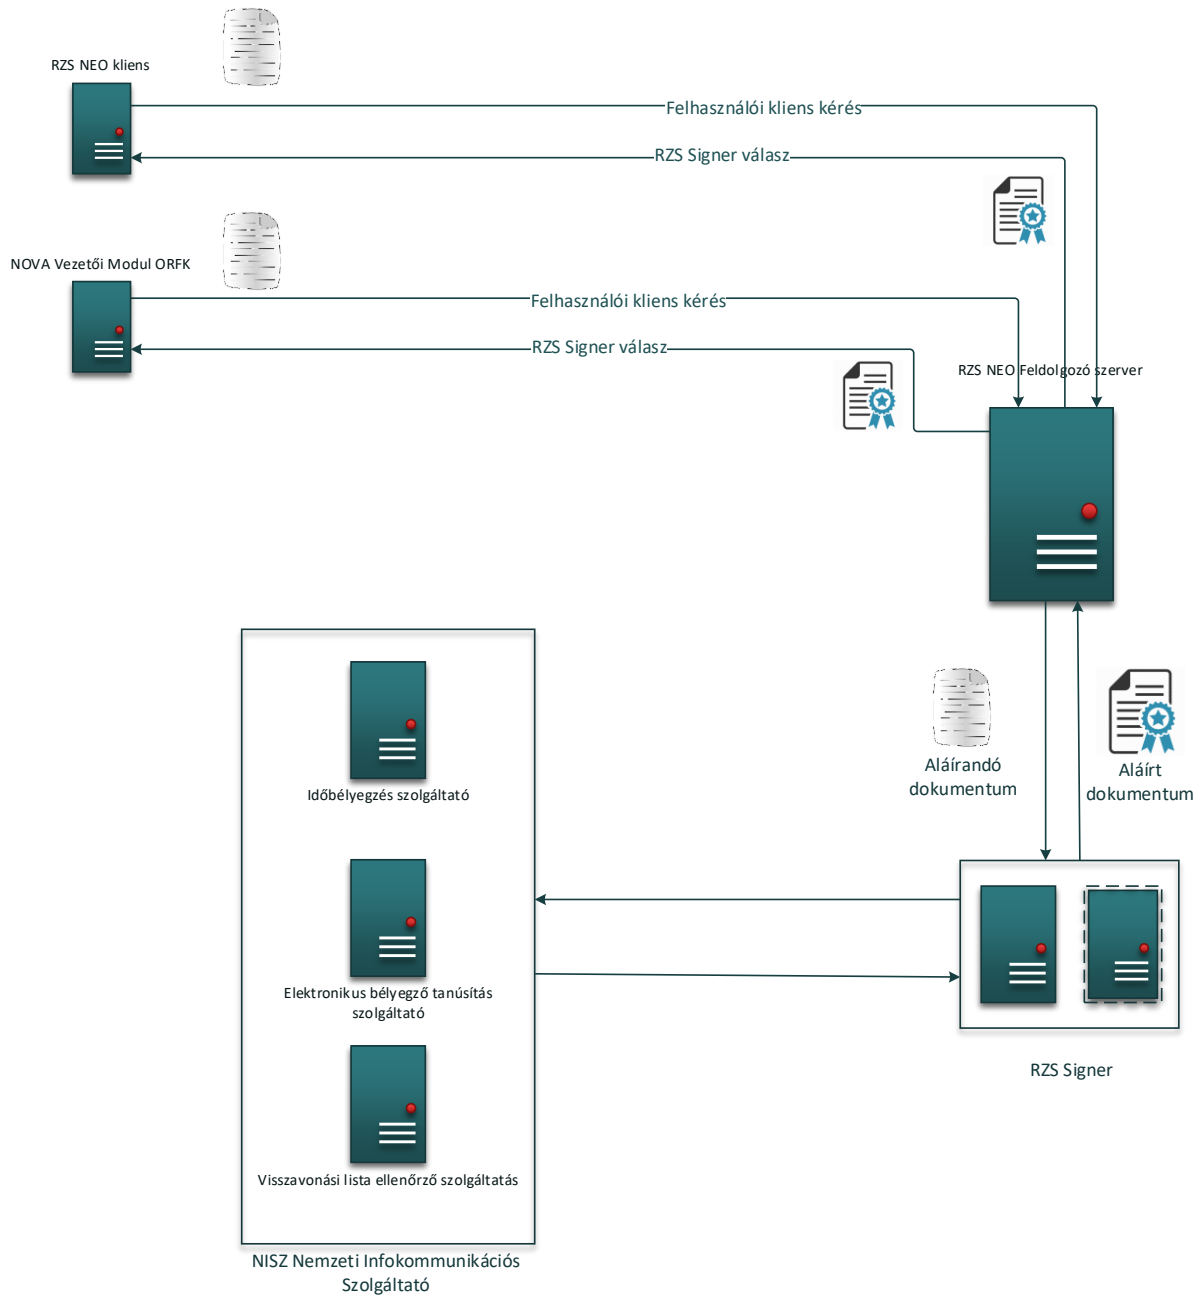 RZS NEO kliens
Felhasználói kliens kérés
RZS Signer válasz
NOVA Vezetői Modul ORFK
Felhasználói kliens kérés
RZS Signer válasz
RZS NEO Feldolgozó szerver
Aláírandó
dokumentum
Aláírt
dokumentum
Időbélyegzés szolgáltató
Elektronikus bélyegző tanúsítás
szolgáltató
RZS Signer
Visszavonási lista ellenőrző szolgáltatás
NISZ Nemzeti Infokommunikációs
Szolgáltató